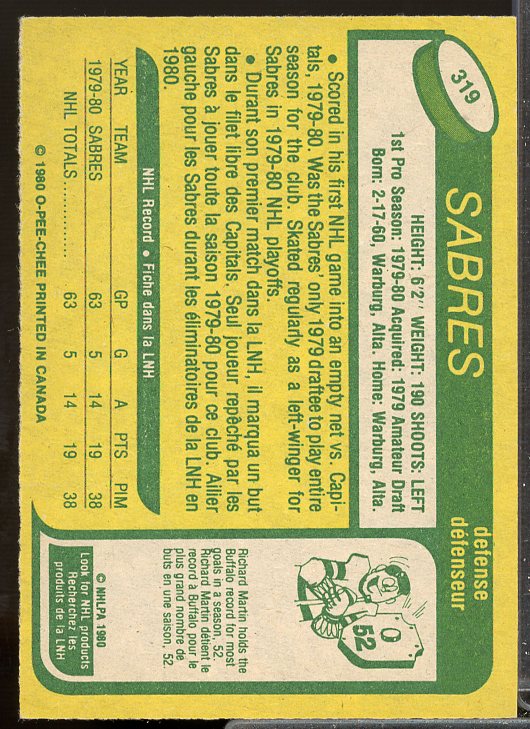 319
SABRES
défense
défenseur
HEIGHT: 6'2" WEIGHT: 190 SHOOTS: LEFT
1st Pro Season: 1979-80 Acquired: 1979 Amateur Draft
Born: 2-17-60, Warburg, Alta. Home: Warburg, Alta.
• Scored in his first NHL game into an empty net vs. Capi-
tals, 1979-80. Was the Sabres' only 1979 draftee to play entire
season for the club. Skated regularly as a left-winger for
Sabres in 1979-80 NHL playoffs.
• Durant son premier match dans la LNH, il marqua un but
dans le filet libre des Capitals. Seul joueur repêché par les
Sabres à jouer toute la saison 1979-80 pour ce club. Ailier
gauche pour les Sabres durant les éliminatoires de la LNH en
1980.
NHL Record • Fiche dans la LNH
YEAR TEAM GP G A PTS PIM
1979-80 SABRES 63 5 14 19 38
NHL TOTALS .............. 63 5 14 19 38
© 1980 O-PEE-CHEE PRINTED IN CANADA
52
Richard Martin holds the
Buffalo record for most
goals in a season, 52
Richard Martin détient le
record à Buffalo pour le
plus grand nombre de
buts en une saison, 52
© NHLPA 1980
Look for NHL products
Recherchez les
produits de la LNH